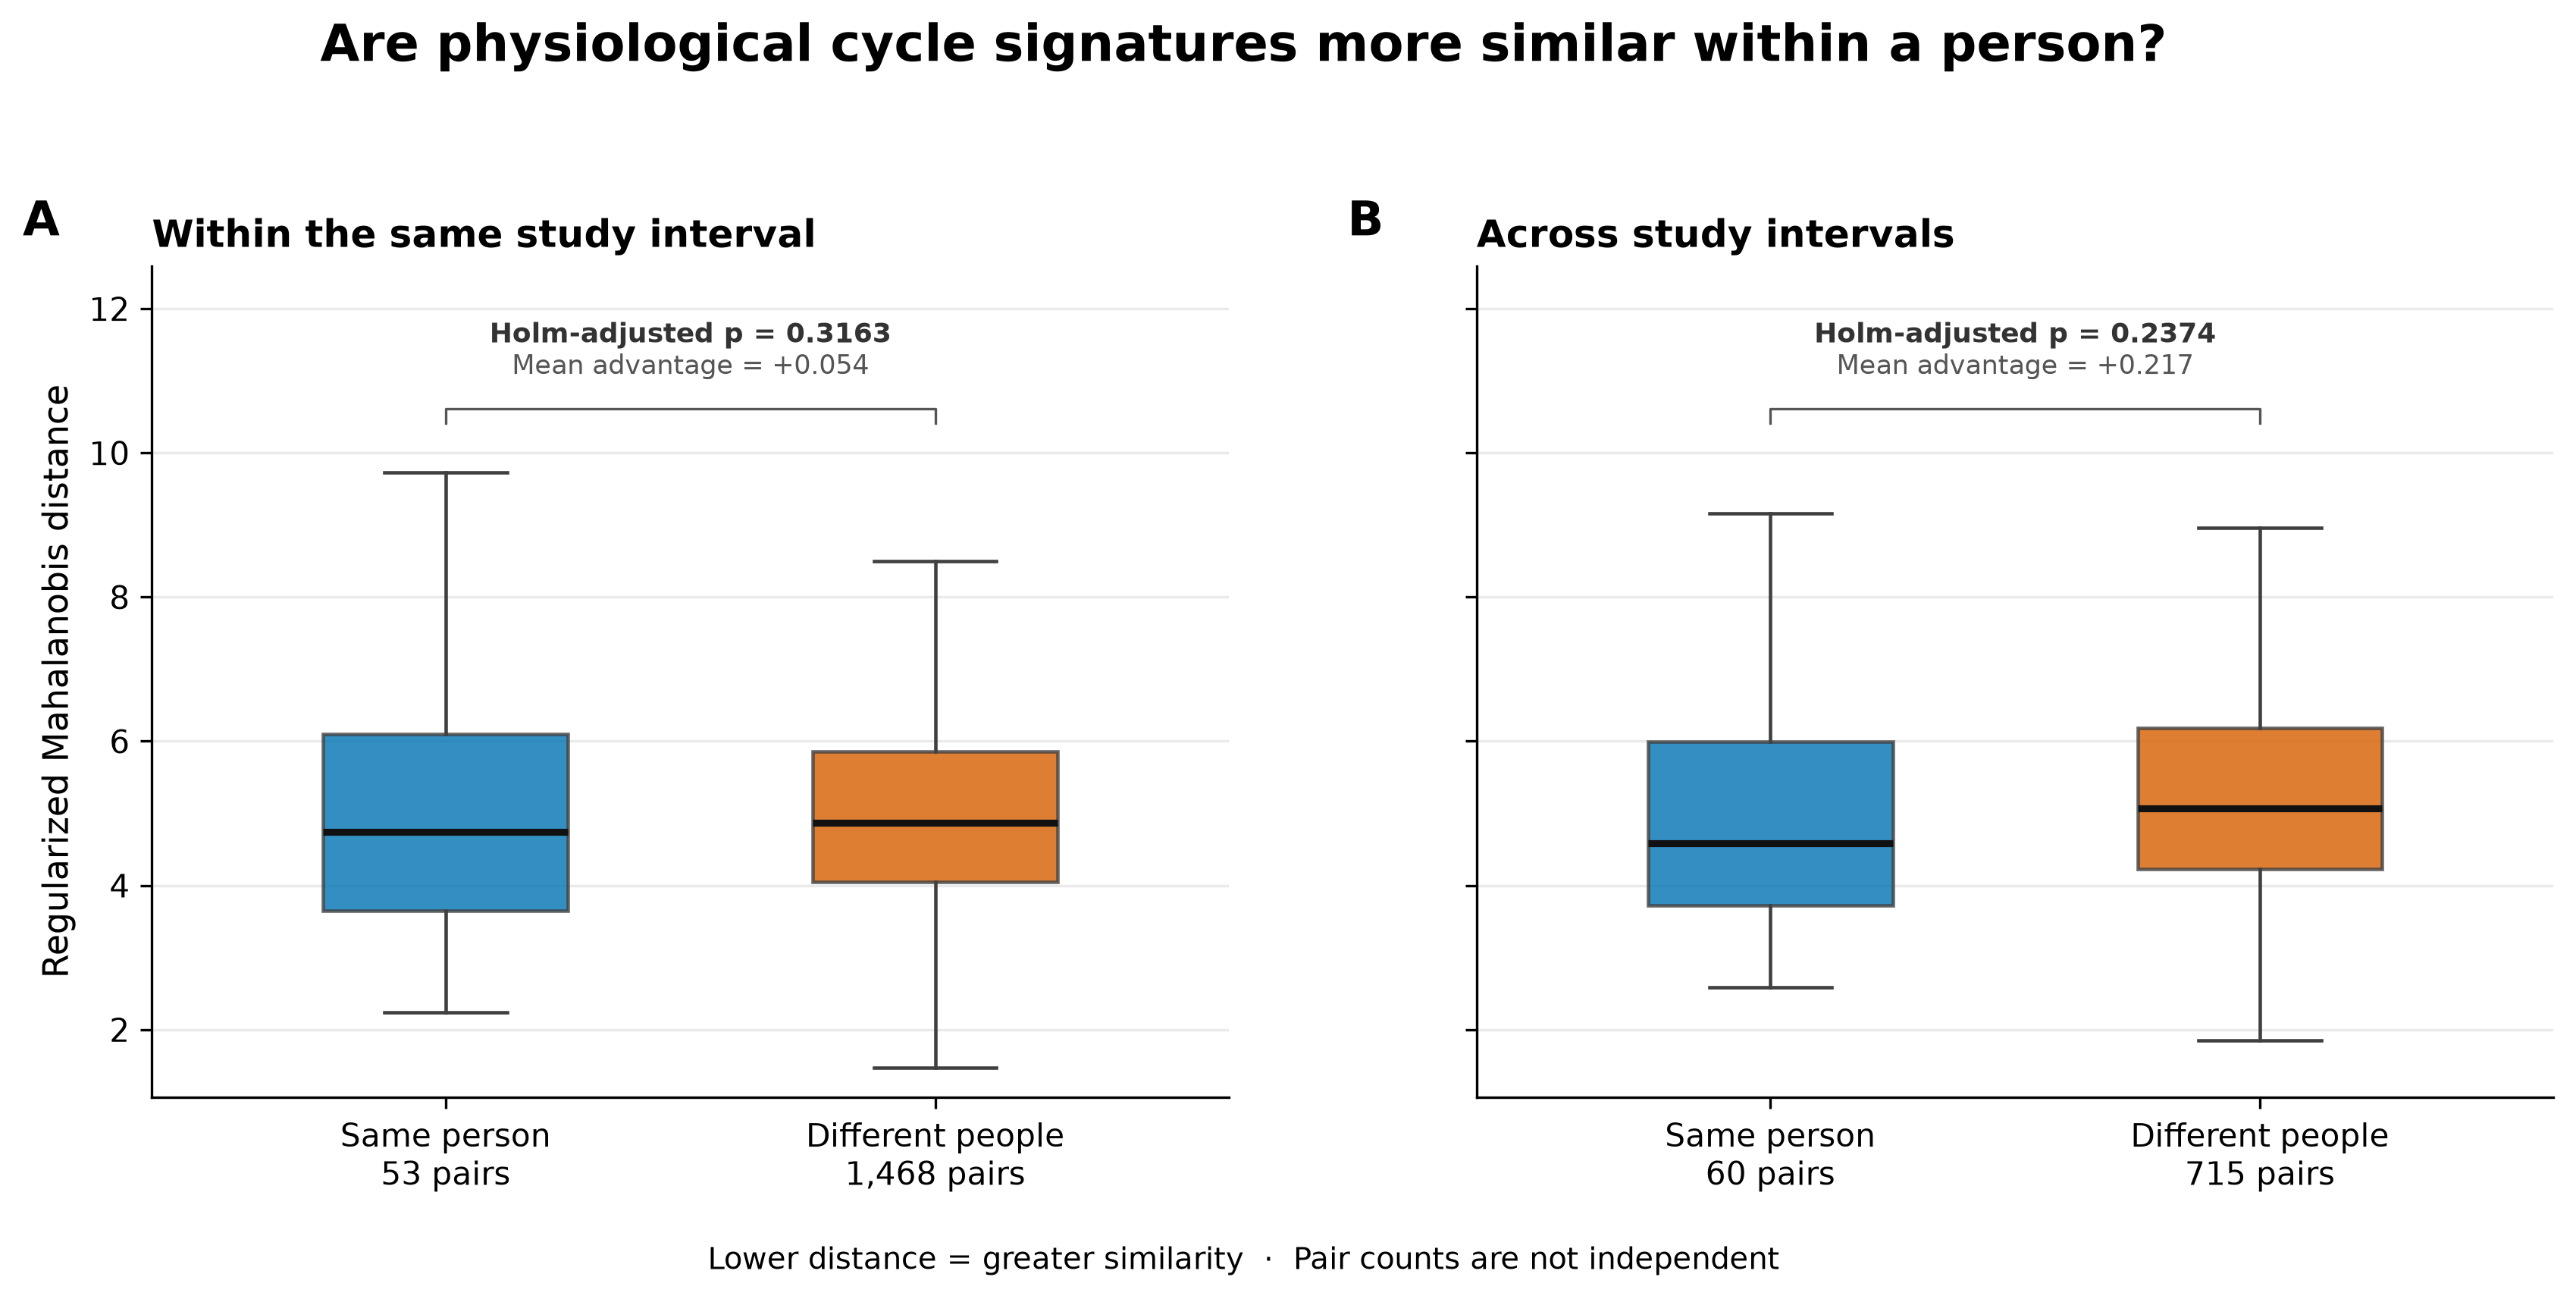 Are physiological cycle signatures more similar within a person?
A
Within the same study interval
Holm-adjusted p = 0.3163
Mean advantage = +0.054
Regularized Mahalanobis distance
12
10
8
6
4
2
Same person
53 pairs
Different people
1,468 pairs
B
Across study intervals
Holm-adjusted p = 0.2374
Mean advantage = +0.217
Same person
60 pairs
Different people
715 pairs
Lower distance = greater similarity · Pair counts are not independent